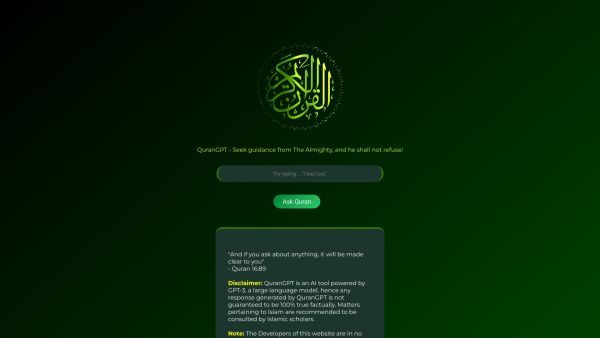 القرآن الكريم
QuranGPT - Seek guidance from The Almighty, and he shall not refuse!
Try typing... "I feel lost"
Ask Quran
"And if you ask about anything, it will be made
clear to you"
- Quran 16:89
Disclaimer: QuranGPT is an AI tool powered by
GPT-3, a large language model, hence any
response generated by QuranGPT is not
guaranteed to be 100% true factually. Matters
pertaining to Islam are recommended to be
consulted by Islamic scholars.
Note: The Developers of this website are in no